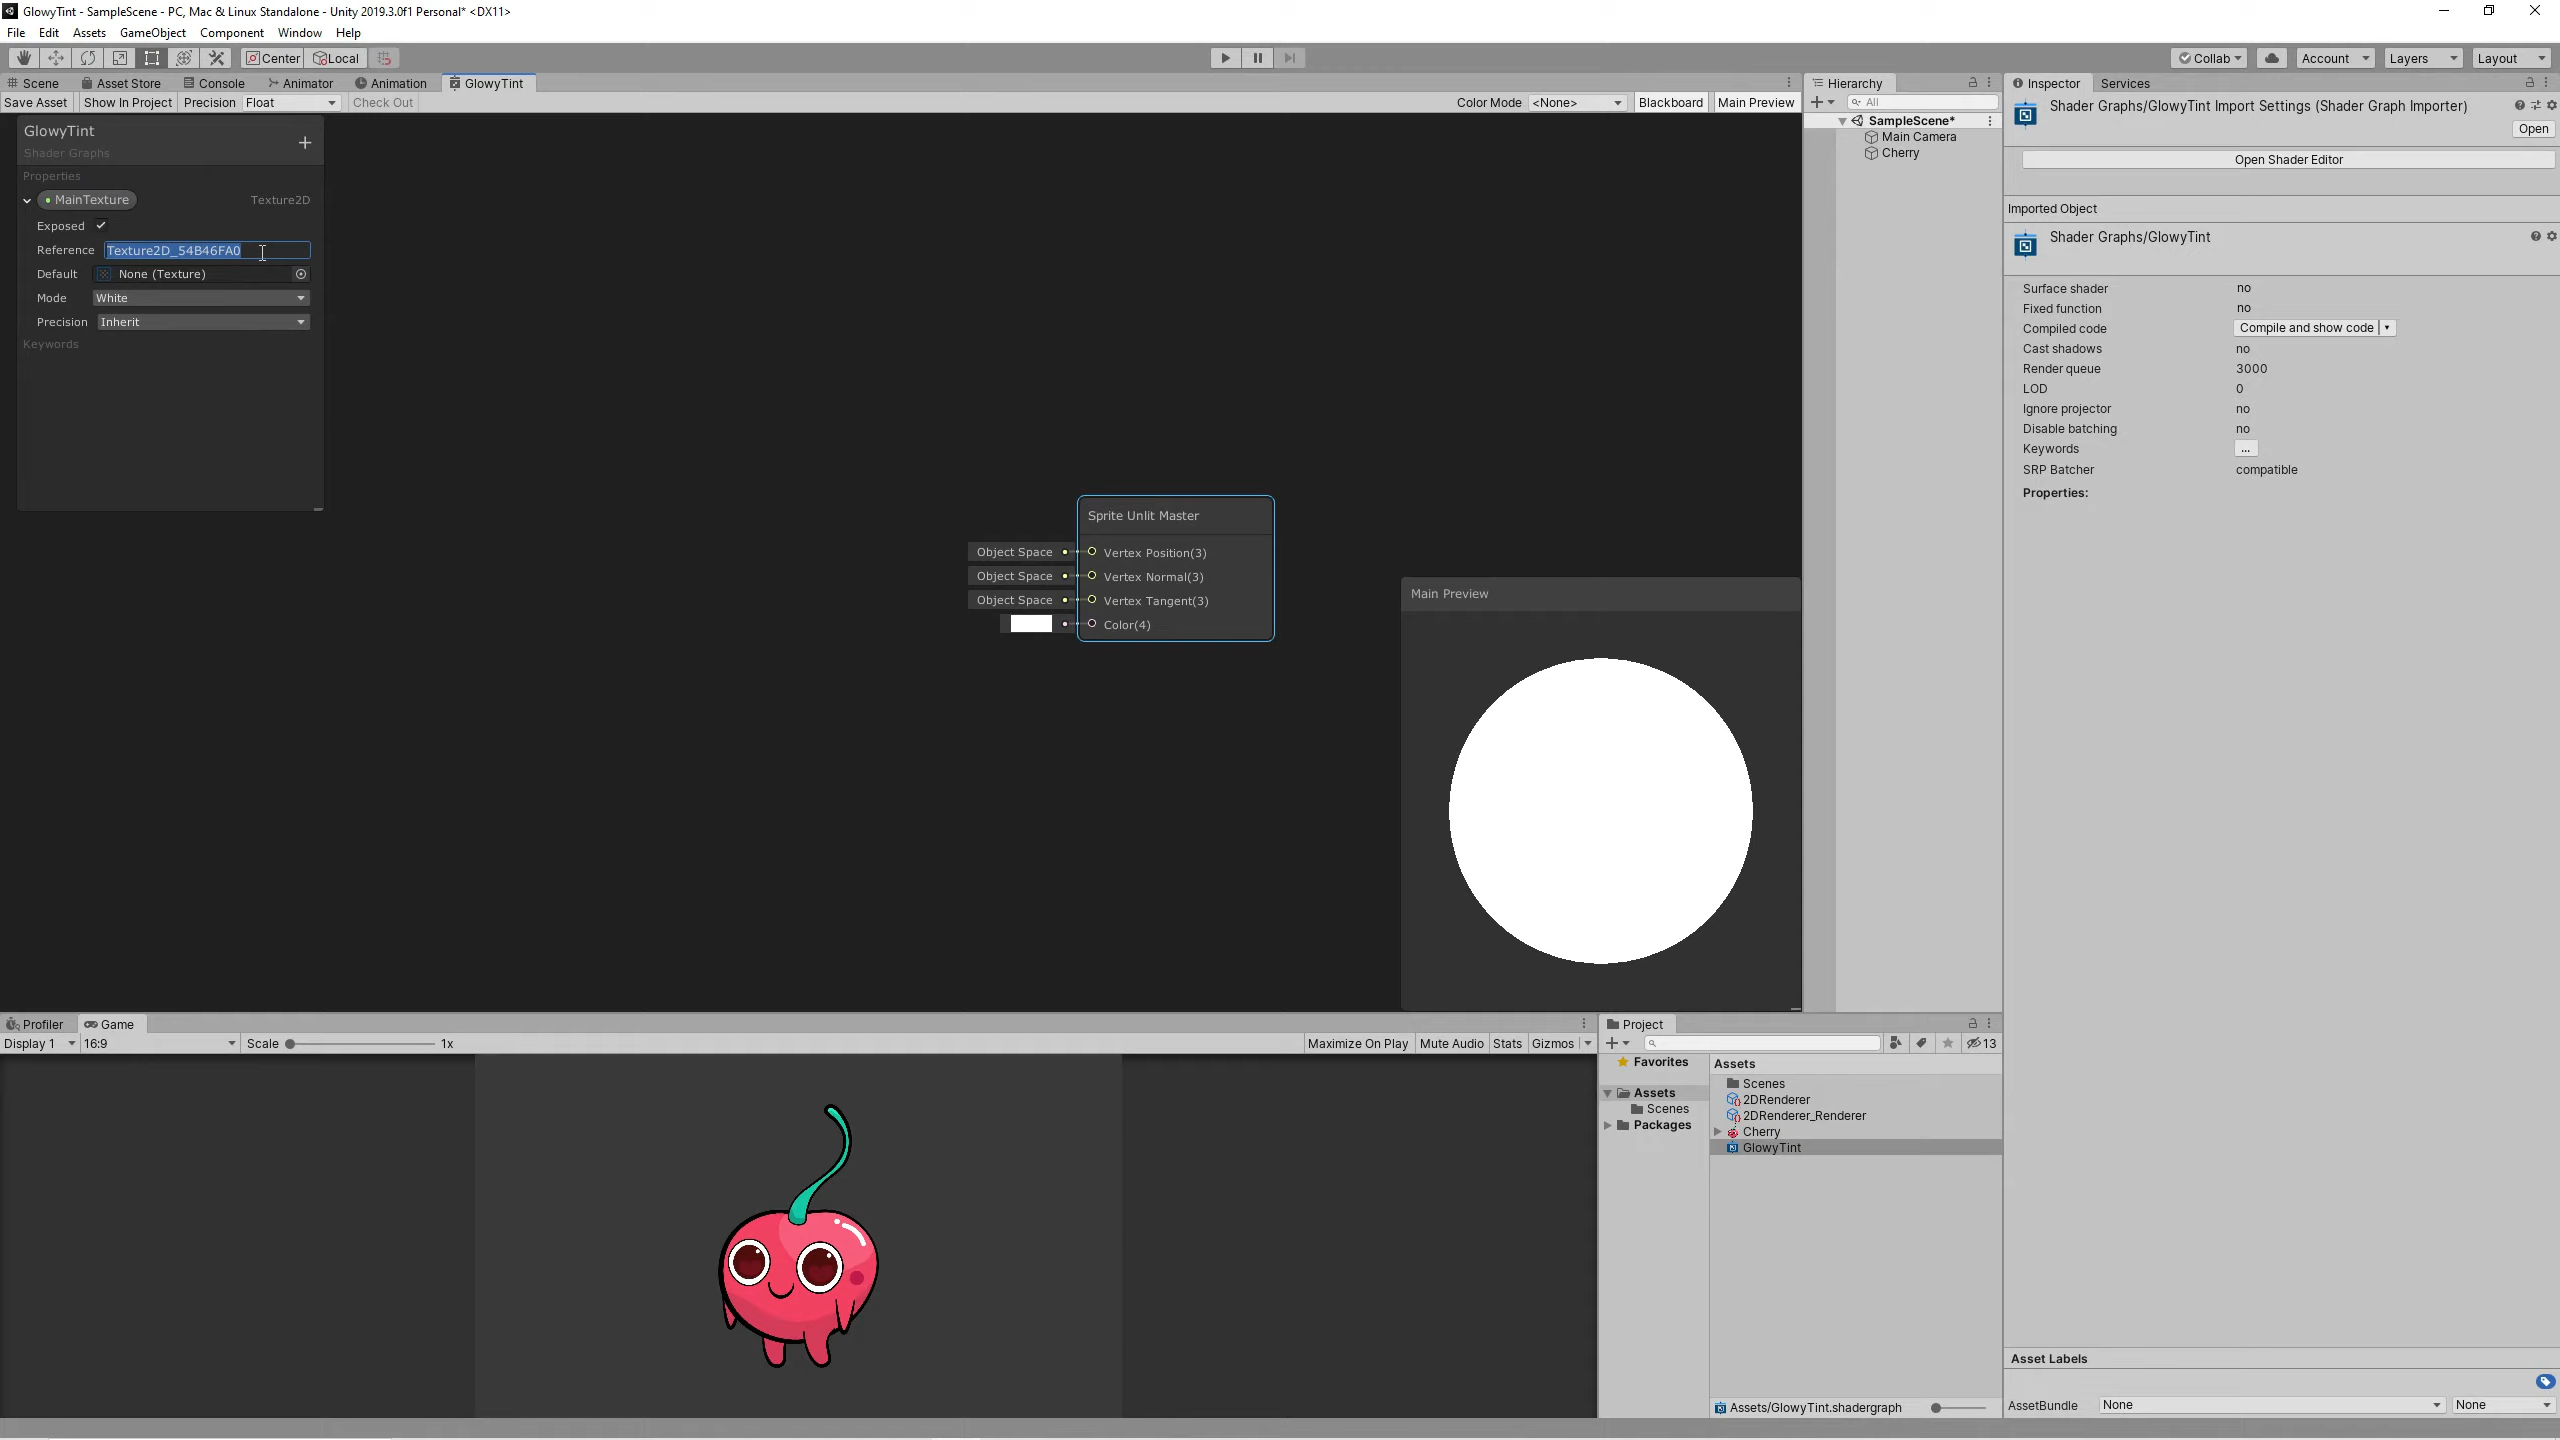 GlowyTint - SampleScene - PC, Mac & Linux Standalone - Unity 2019.3.0f1 Personal* <DX11>
File Edit Assets GameObject Component Window Help
Center Local Collab Account Layers Layout
Scene Asset Store Console Animator Animation GlowyTint
Save Asset Show In Project Precision Float Check Out Color Mode <None> Blackboard Main Preview
GlowyTint
Shader Graphs
Properties
MainTexture Texture2D
Exposed
Reference Texture2D_54B46FA0
Default None (Texture)
Mode White
Precision Inherit
Keywords
Sprite Unlit Master
Object Space Vertex Position(3)
Object Space Vertex Normal(3)
Object Space Vertex Tangent(3)
Color(4)
Main Preview
Hierarchy
All
SampleScene*
Main Camera
Cherry
Inspector Services
Shader Graphs/GlowyTint Import Settings (Shader Graph Importer)
Open
Open Shader Editor
Imported Object
Shader Graphs/GlowyTint
Surface shader no
Fixed function no
Compiled code Compile and show code
Cast shadows no
Render queue 3000
LOD 0
Ignore projector no
Disable batching no
Keywords ...
SRP Batcher compatible
Properties:
Profiler Game
Display 1 16:9 Scale 1x Maximize On Play Mute Audio Stats Gizmos
Project
13
Favorites
Assets
Scenes
Packages
Assets
Scenes
2DRenderer
2DRenderer_Renderer
Cherry
GlowyTint
Assets/GlowyTint.shadergraph
Asset Labels
AssetBundle None None